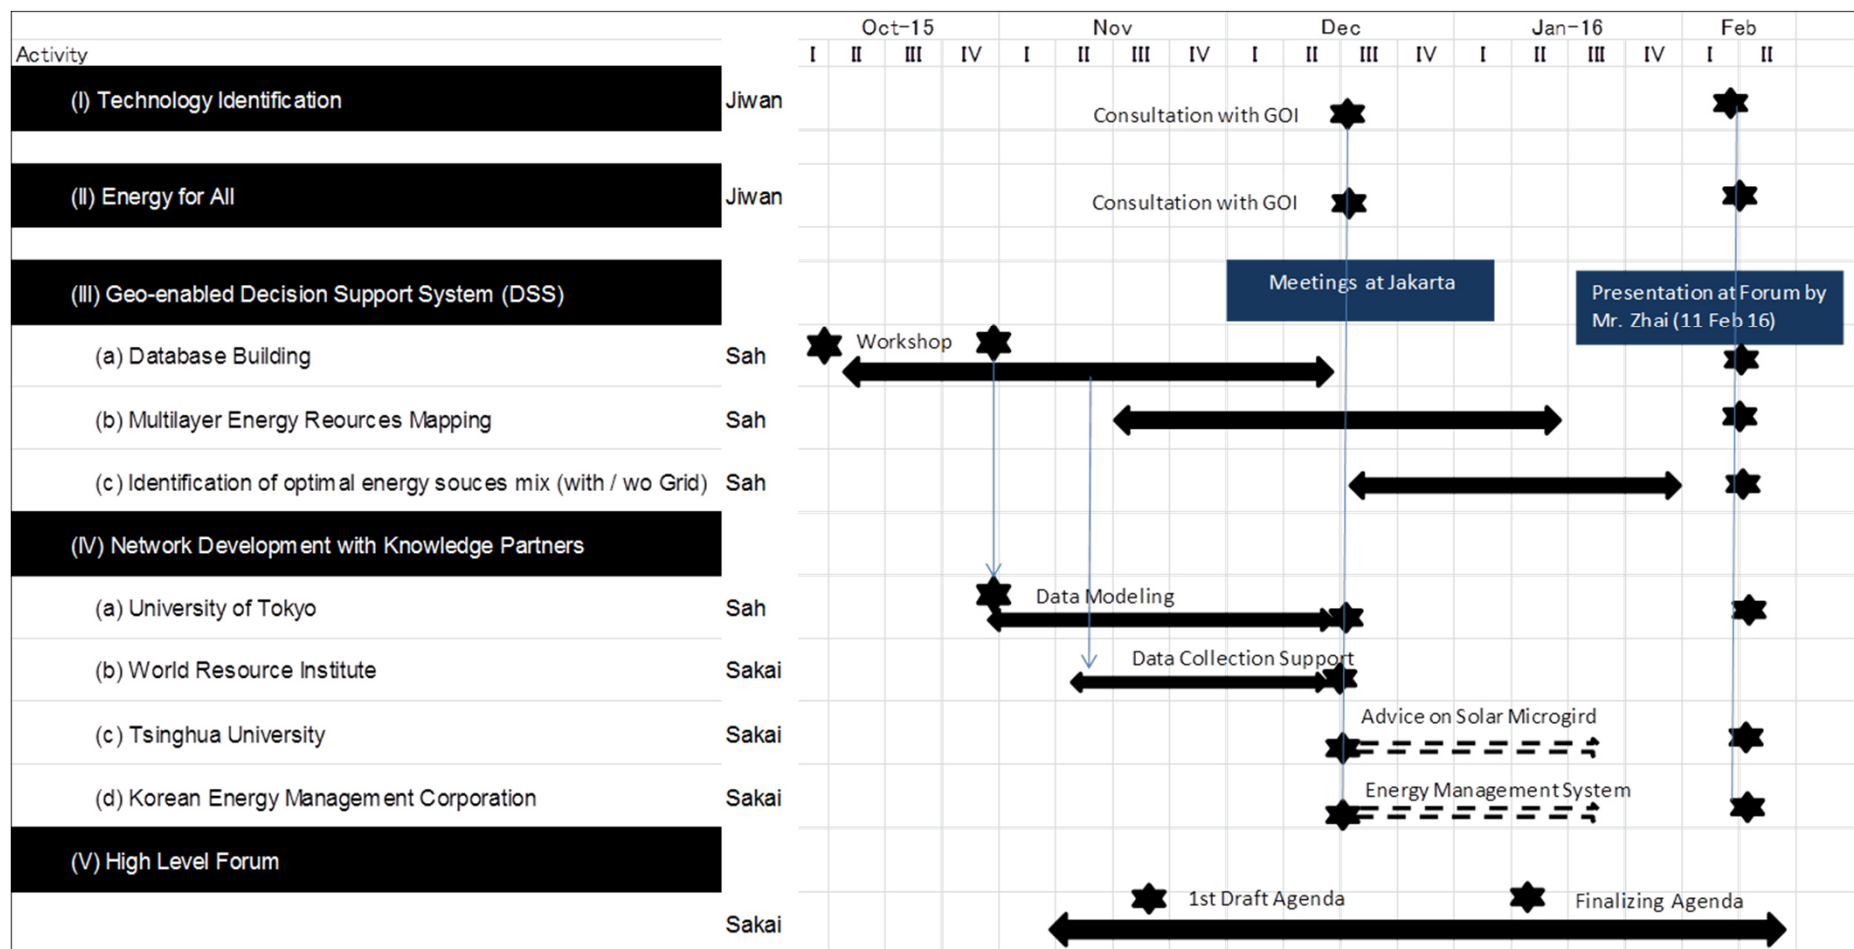 Oct-15 Nov Dec Jan-16 Feb
Activity I II III IV I II III IV I II III IV I II III IV I II
(I) Technology Identification Jiwan
Consultation with GOI
(II) Energy for All Jiwan
Consultation with GOI
(III) Geo-enabled Decision Support System (DSS)
Meetings at Jakarta
Presentation at Forum by
Mr. Zhai (11 Feb 16)
(a) Database Building Sah
Workshop
(b) Multilayer Energy Reources Mapping Sah
(c) Identification of optimal energy souces mix (with / wo Grid) Sah
(IV) Network Development with Knowledge Partners
(a) University of Tokyo Sah
Data Modeling
(b) World Resource Institute Sakai
Data Collection Support
(c) Tsinghua University Sakai
Advice on Solar Microgird
(d) Korean Energy Management Corporation Sakai
Energy Management System
(V) High Level Forum
1st Draft Agenda Finalizing Agenda
Sakai